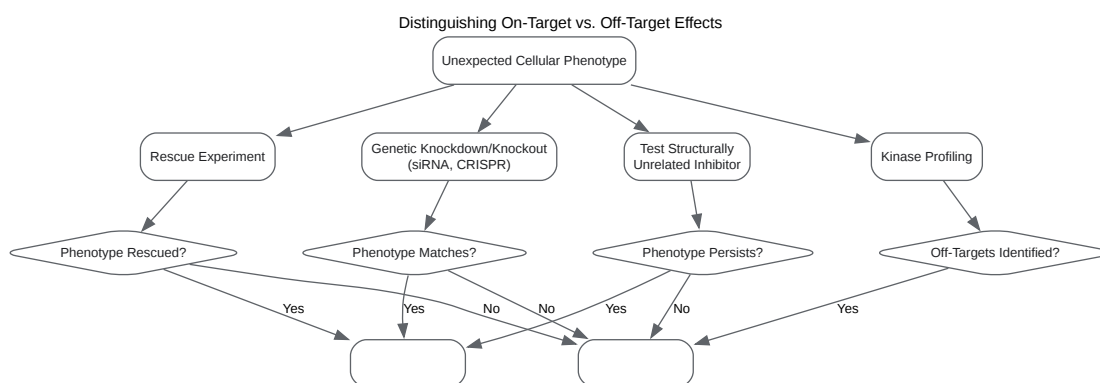 Distinguishing On-Target vs. Off-Target Effects
Unexpected Cellular Phenotype
Rescue Experiment
Genetic Knockdown/Knockout
(siRNA, CRISPR)
Test Structurally
Unrelated Inhibitor
Kinase Profiling
Phenotype Rescued?
Phenotype Matches?
Phenotype Persists?
Off-Targets Identified?
Yes
Yes
No
No
Yes
No
Yes